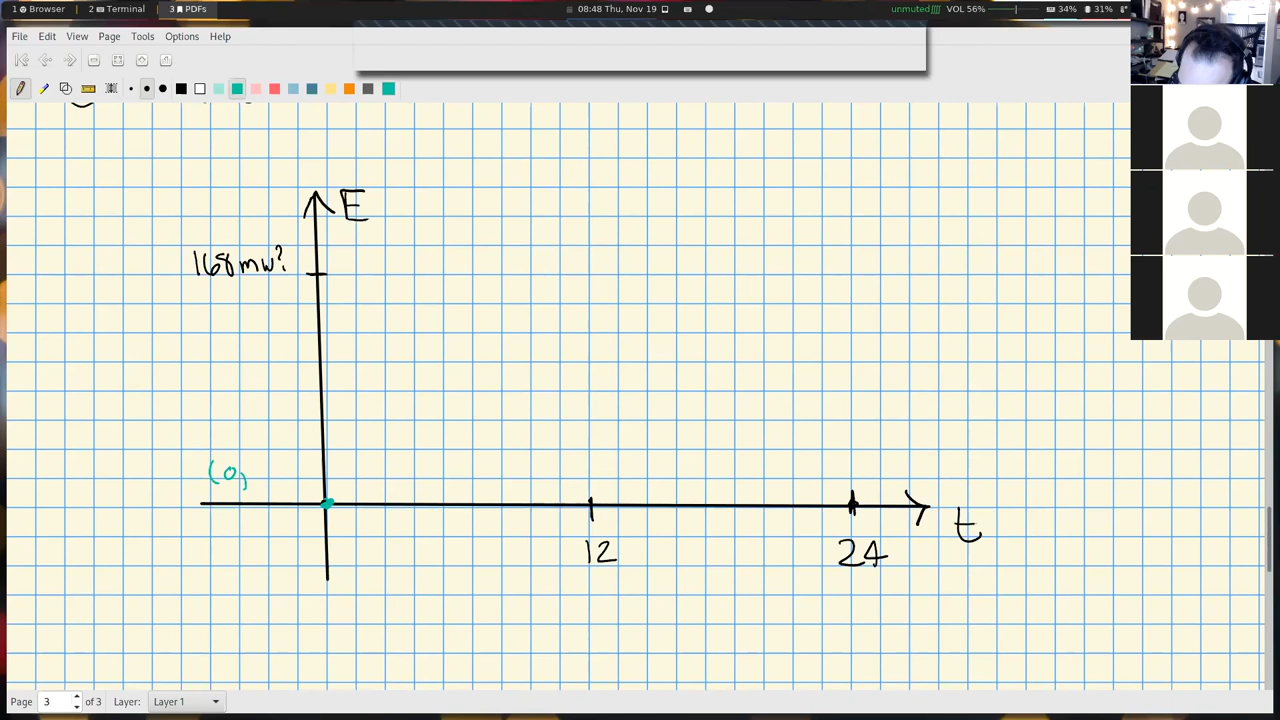 1 Browser 2 Terminal 3 PDFs 08:48 Thu, Nov 19 unmuted VOL 56% 34% 31%
File Edit View Page Tools Options Help
E
168mw?
(0,
12
24
t
Page 3 of 3 Layer: Layer 1